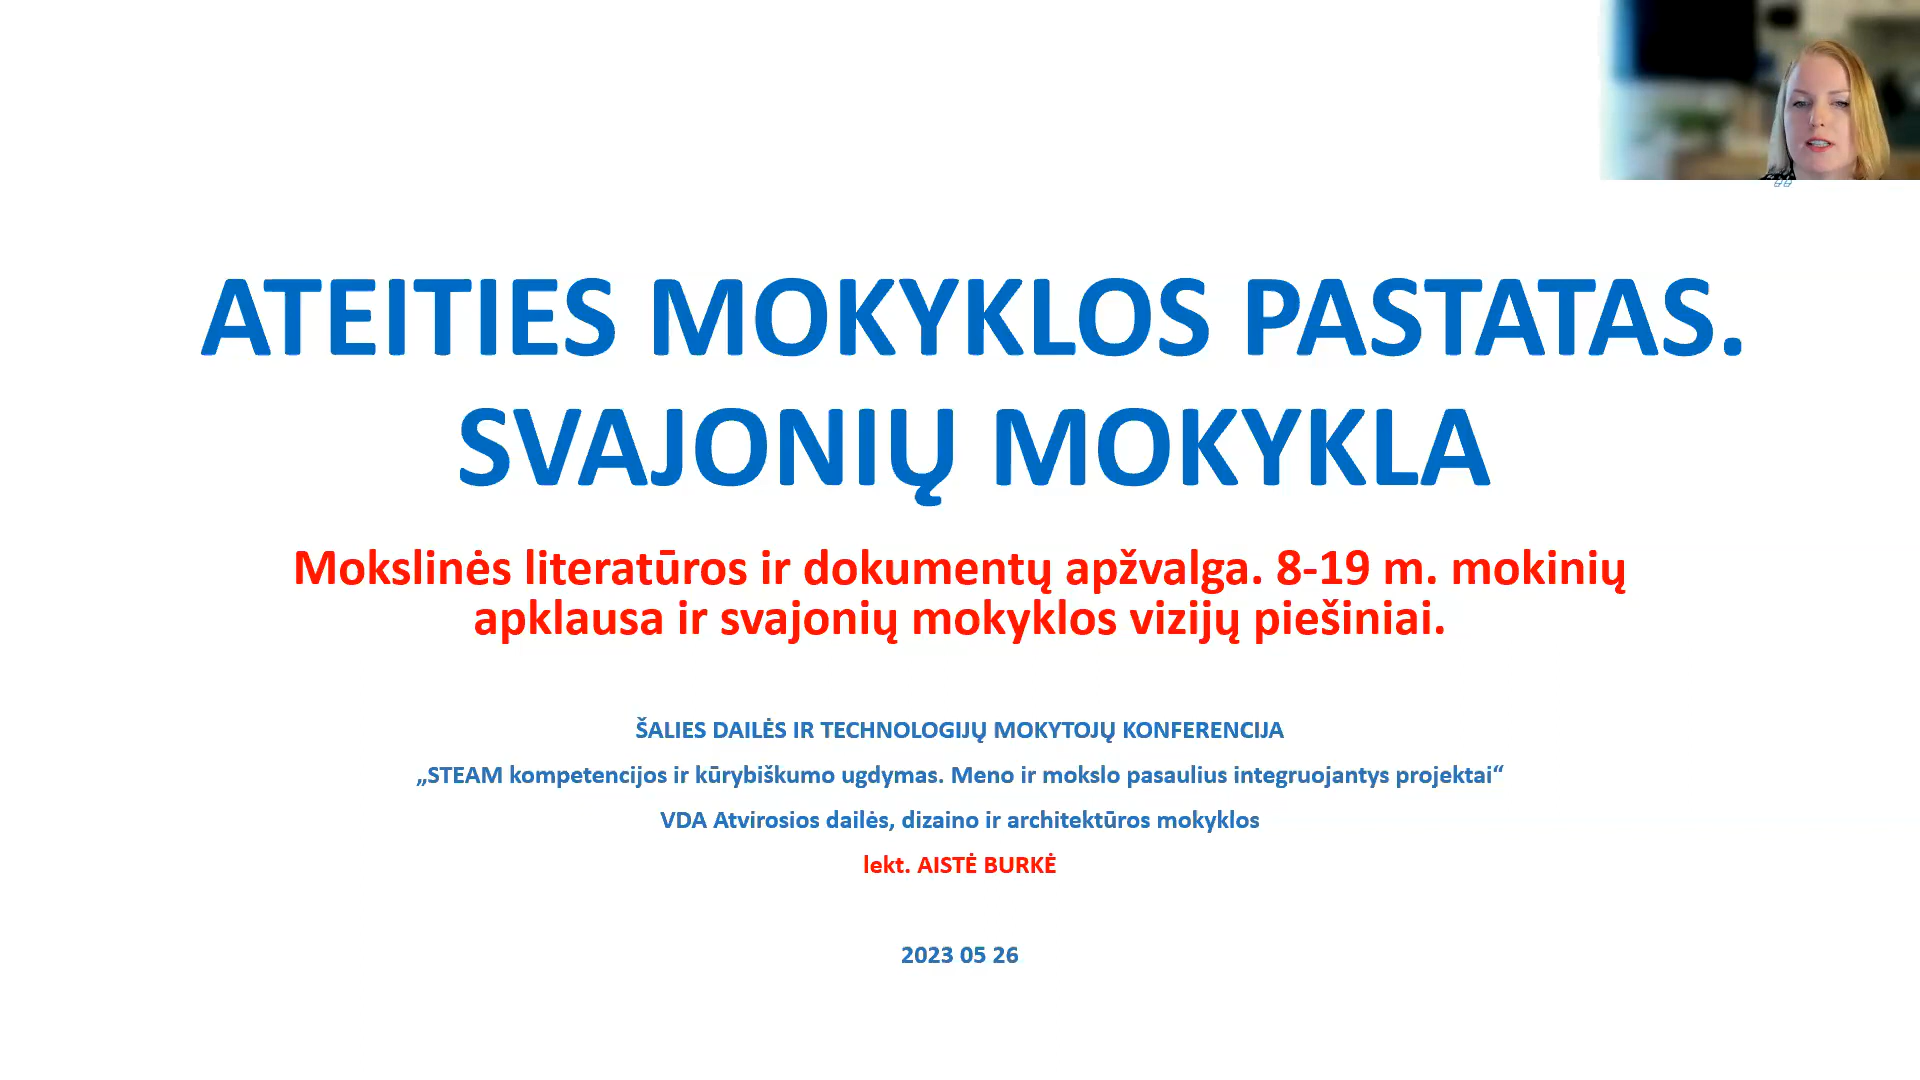 ATEITIES MOKYKLOS PASTATAS.
SVAJONIŲ MOKYKLA
Mokslinės literatūros ir dokumentų apžvalga. 8-19 m. mokinių
apklausa ir svajonių mokyklos vizijų piešiniai.
ŠALIES DAILĖS IR TECHNOLOGIJŲ MOKYTOJŲ KONFERENCIJA
„STEAM kompetencijos ir kūrybiškumo ugdymas. Meno ir mokslo pasaulius integruojantys projektai“
VDA Atvirosios dailės, dizaino ir architektūros mokyklos
lekt. AISTĖ BURKĖ
2023 05 26